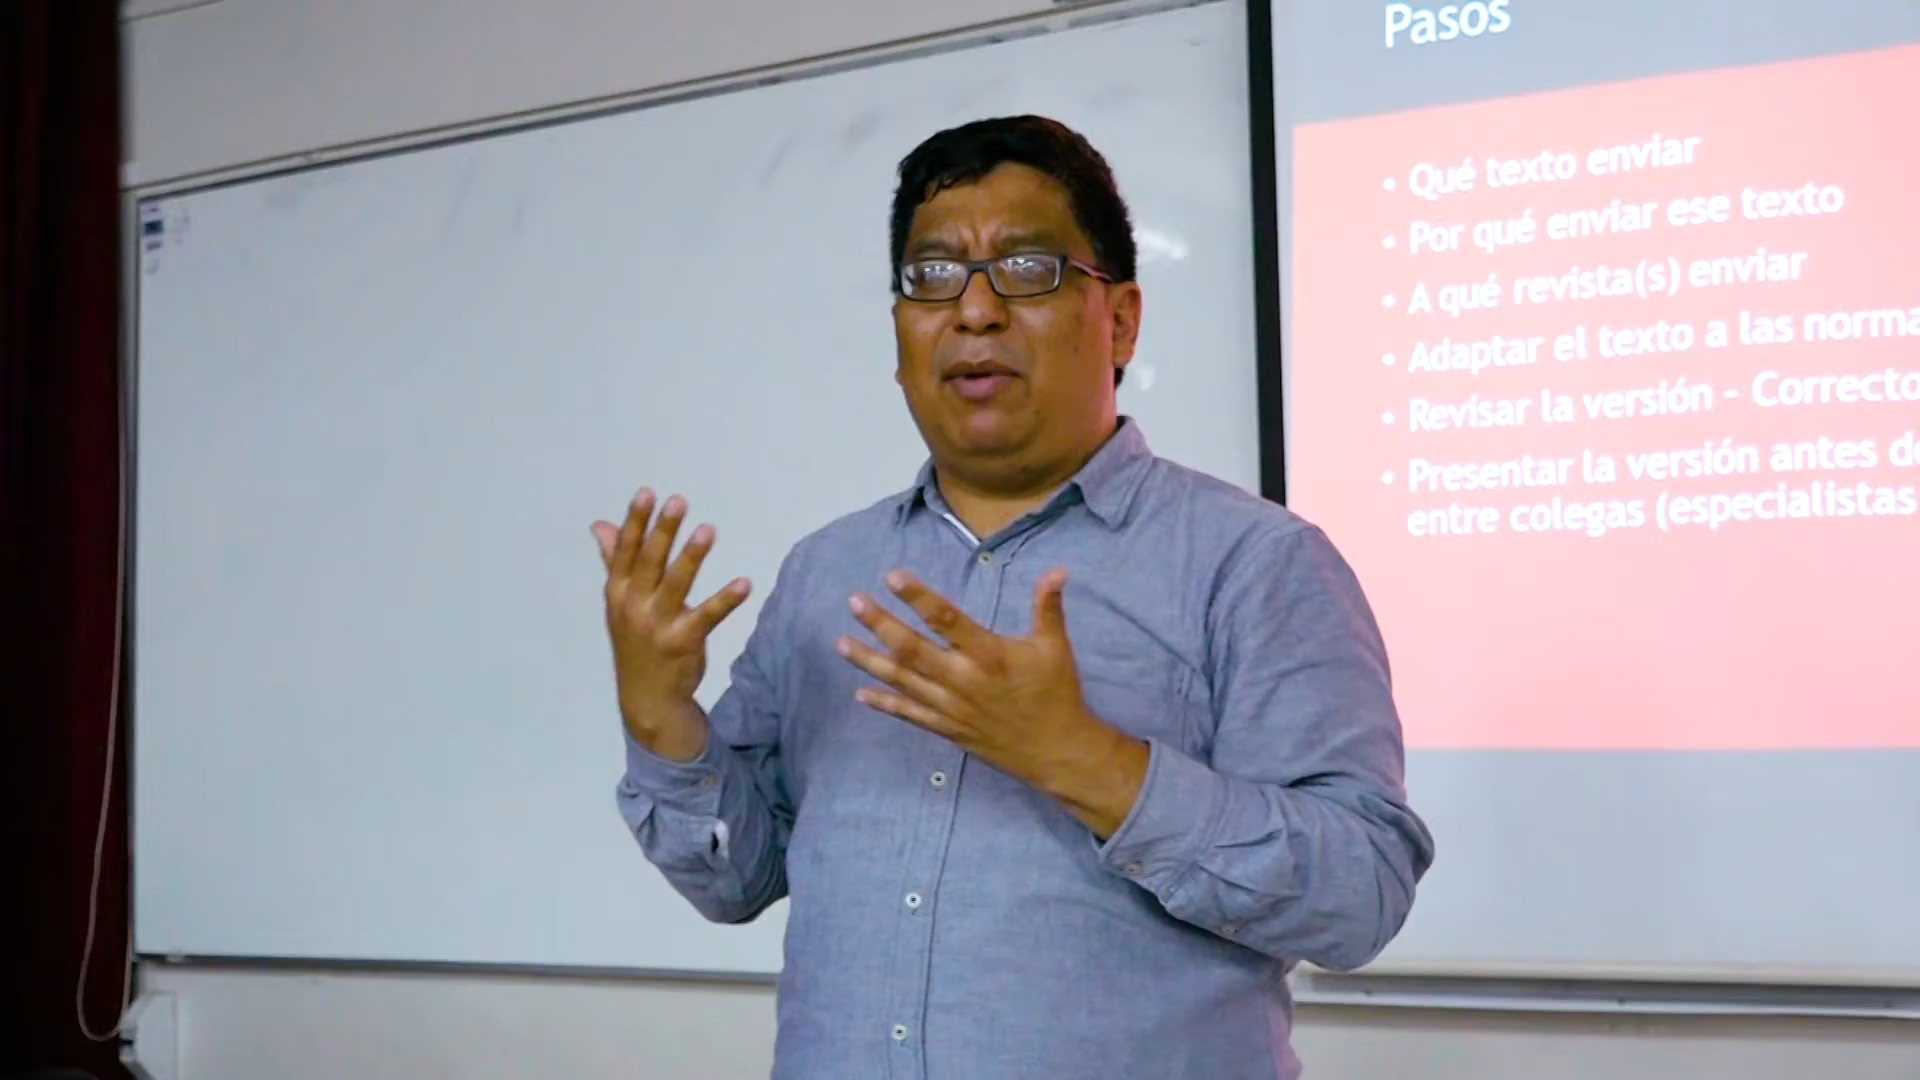 Pasos
• Qué texto enviar
• Por qué enviar ese texto
• A qué revista(s) enviar
• Adaptar el texto a las norma
• Revisar la versión - Correcto
• Presentar la versión antes de
entre colegas (especialistas